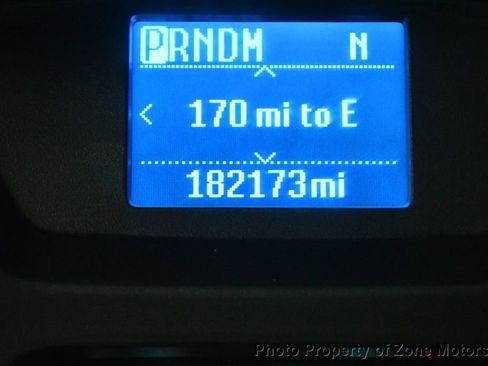 PRNDM N
170 mi to E
182173mi
Photo Property of Zone Motors